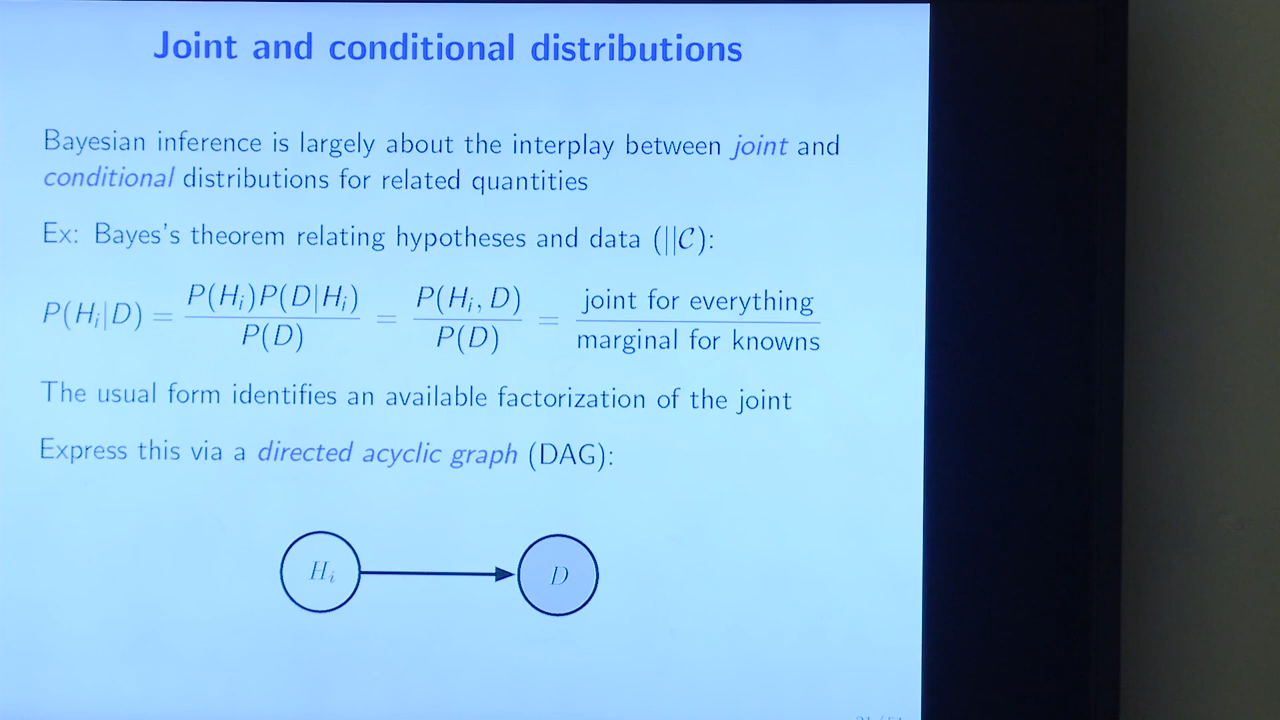 Joint and conditional distributions
Bayesian inference is largely about the interplay between joint and
conditional distributions for related quantities
Ex: Bayes's theorem relating hypotheses and data (||𝒞):
P(Hᵢ|D) = P(Hᵢ)P(D|Hᵢ) / P(D) = P(Hᵢ, D) / P(D) = joint for everything / marginal for knowns
The usual form identifies an available factorization of the joint
Express this via a directed acyclic graph (DAG):
Hᵢ
D